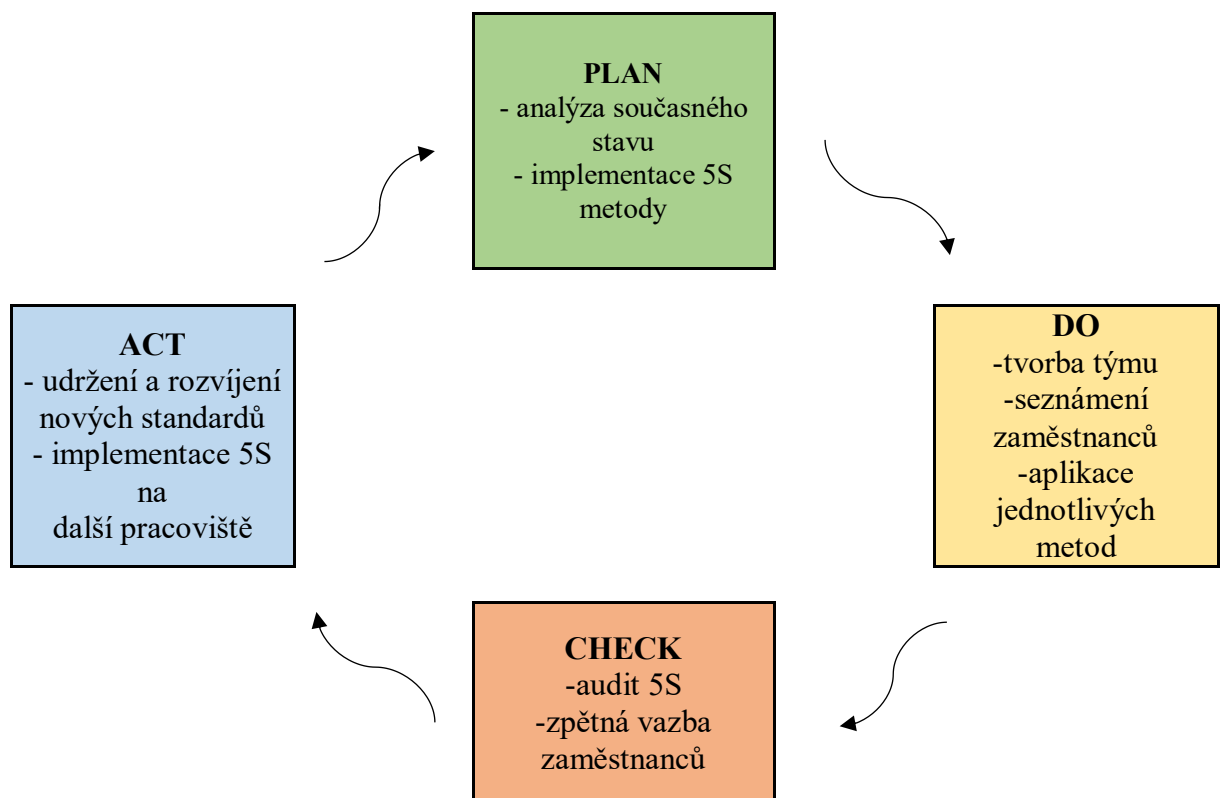 PLAN
- analýza současného
stavu
- implementace 5S
metody
DO
-tvorba týmu
-seznámení
zaměstnanců
-aplikace
jednotlivých
metod
CHECK
-audit 5S
-zpětná vazba
zaměstnanců
ACT
- udržení a rozvíjení
nových standardů
- implementace 5S
na
další pracoviště